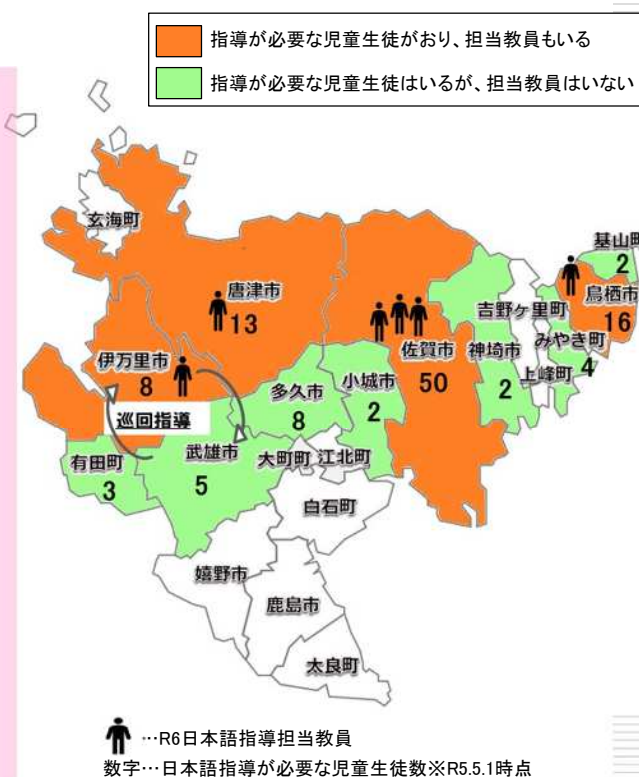 指導が必要な児童生徒がおり、担当教員もいる
指導が必要な児童生徒はいるが、担当教員はいない
玄海町
唐津市
13
伊万里市
8
巡回指導
有田町
3
武雄市
5
多久市
8
小城市
2
佐賀市
50
神埼市
2
吉野ヶ里町
上峰町
みやき町
4
基山町
2
鳥栖市
16
大町町
江北町
白石町
嬉野市
鹿島市
太良町
…R6日本語指導担当教員
数字…日本語指導が必要な児童生徒数※R5.5.1時点